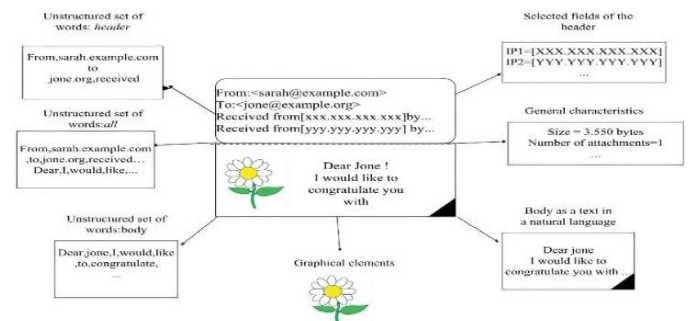 Unstructured set of
words: header
From,sarah.example.com
to
jone.org,received
Unstructured set of
words:all
From,sarah.example.com
,to,jone.org,received...
Dear,I,would,like,...
Unstructured set of
words:body
Dear,jone,I,would,like
,to,congratulate,
...
From:<sarah@example.com>
To:<jone@example.org>
Received from[xxx.xxx.xxx.xxx]by...
Received from[yyy.yyy.yyy.yyy] by...
Dear Jone !
I would like to
congratulate you
with
Graphical elements
Selected fields of the
header
IP1=[XXX.XXX.XXX.XXX]
IP2=[YYY.YYY.YYY.YYY]
...
General characteristics
Size = 3.550 bytes
Number of attachments=1
...
Body as a text in
a natural language
Dear jone
I would like to
congratulate you with ...